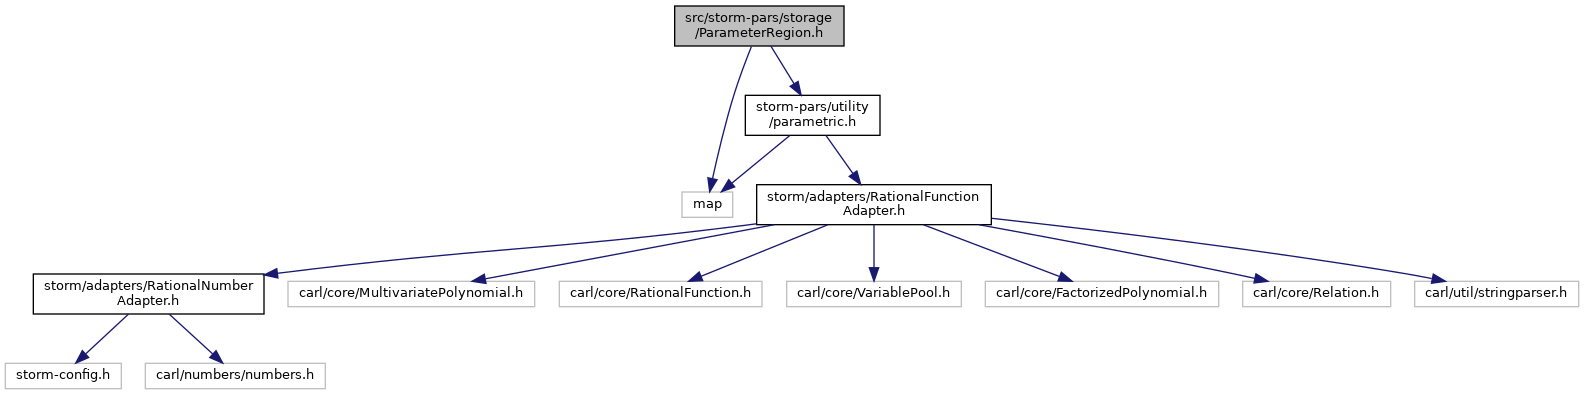 src/storm-pars/storage
/ParameterRegion.h
storm-pars/utility
/parametric.h
map
storm/adapters/RationalFunction
Adapter.h
storm/adapters/RationalNumber
Adapter.h
carl/core/MultivariatePolynomial.h
carl/core/RationalFunction.h
carl/core/VariablePool.h
carl/core/FactorizedPolynomial.h
carl/core/Relation.h
carl/util/stringparser.h
storm-config.h
carl/numbers/numbers.h